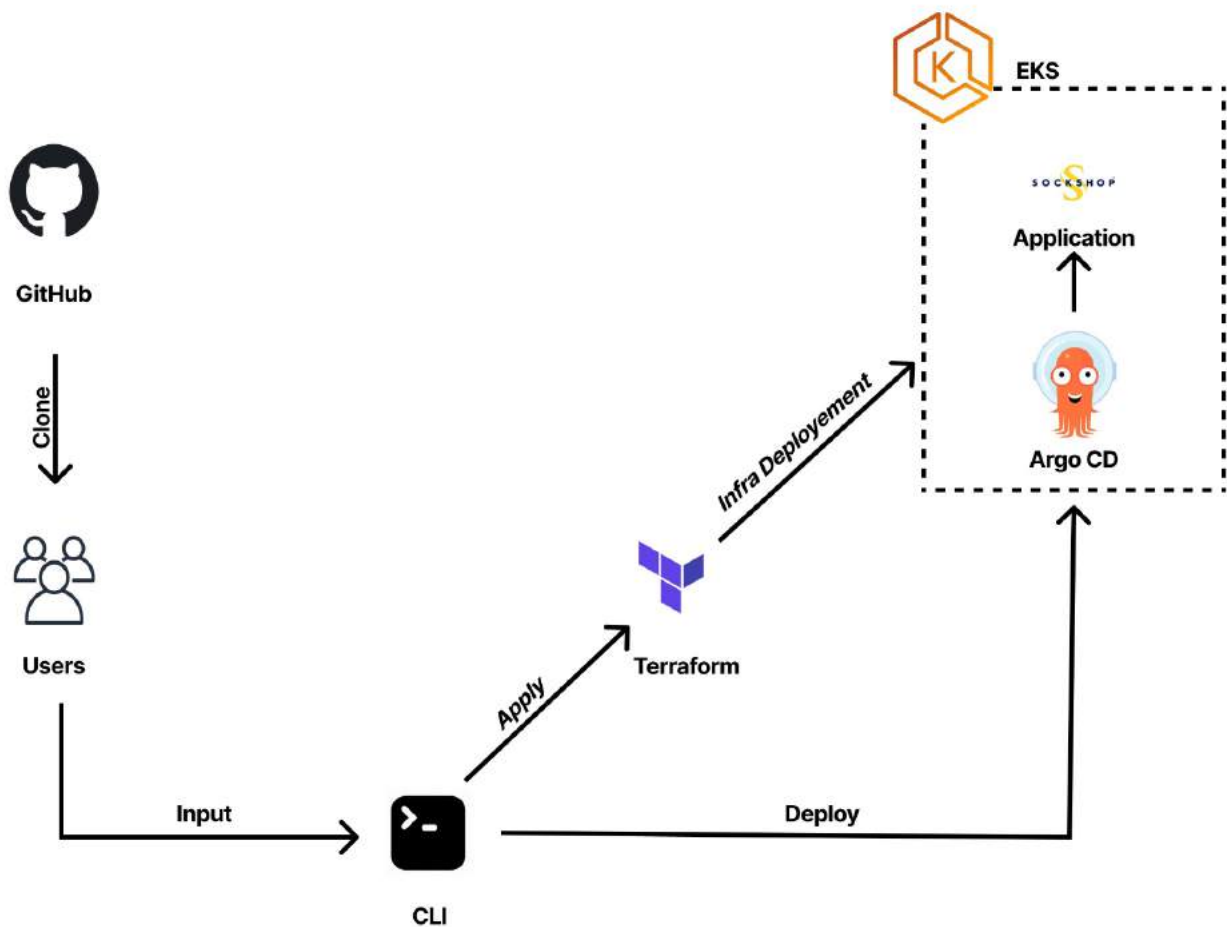 EKS
SOCKSHOP
Application
GitHub
Clone
Argo CD
Infra Deployement
Users
Terraform
Apply
Input
Deploy
CLI